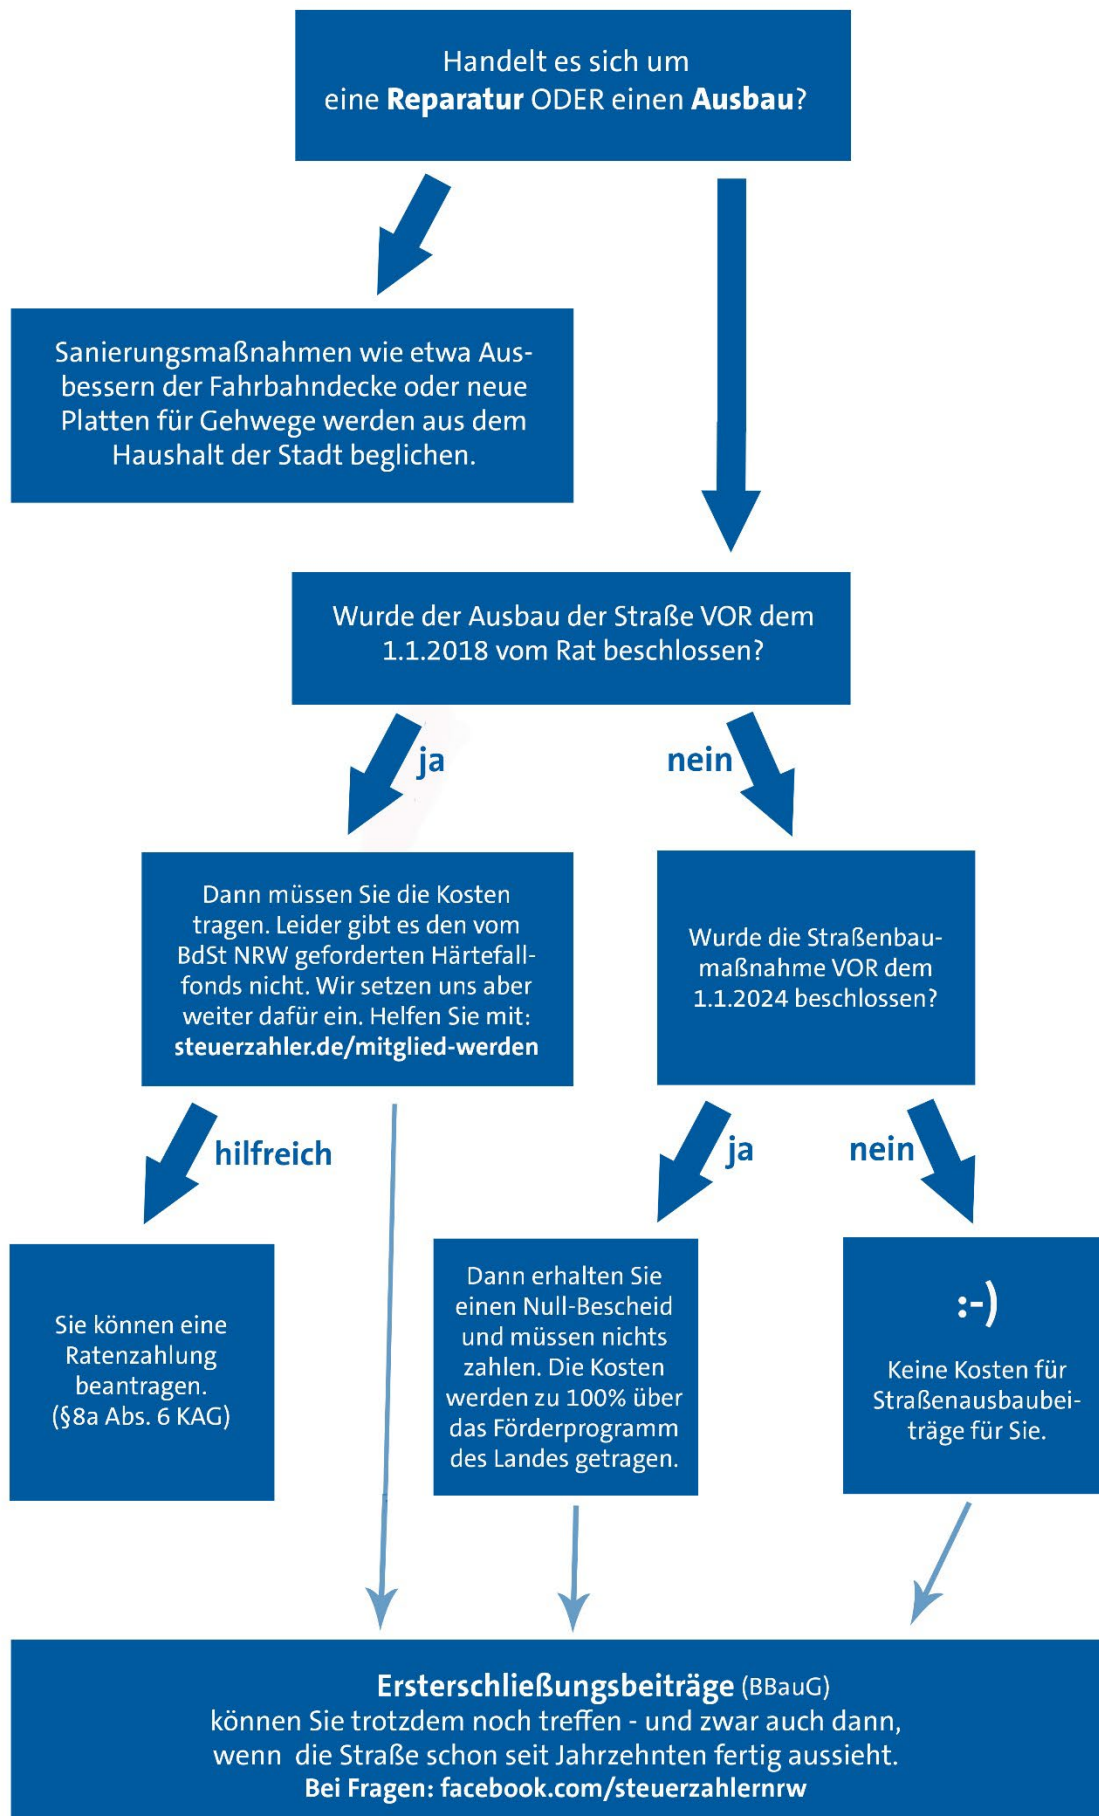 Handelt es sich um
eine Reparatur ODER einen Ausbau?
Sanierungsmaßnahmen wie etwa Aus-
bessern der Fahrbahndecke oder neue
Platten für Gehwege werden aus dem
Haushalt der Stadt beglichen.
Wurde der Ausbau der Straße VOR dem
1.1.2018 vom Rat beschlossen?
ja
nein
Dann müssen Sie die Kosten
tragen. Leider gibt es den vom
BdSt NRW geforderten Härtefall-
fonds nicht. Wir setzen uns aber
weiter dafür ein. Helfen Sie mit:
steuerzahler.de/mitglied-werden
Wurde die Straßenbau-
maßnahme VOR dem
1.1.2024 beschlossen?
hilfreich
ja
nein
Sie können eine
Ratenzahlung
beantragen.
(§8a Abs. 6 KAG)
Dann erhalten Sie
einen Null-Bescheid
und müssen nichts
zahlen. Die Kosten
werden zu 100% über
das Förderprogramm
des Landes getragen.
:-)
Keine Kosten für
Straßenausbaubei-
träge für Sie.
Ersterschließungsbeiträge (BBauG)
können Sie trotzdem noch treffen - und zwar auch dann,
wenn die Straße schon seit Jahrzehnten fertig aussieht.
Bei Fragen: facebook.com/steuerzahlernrw